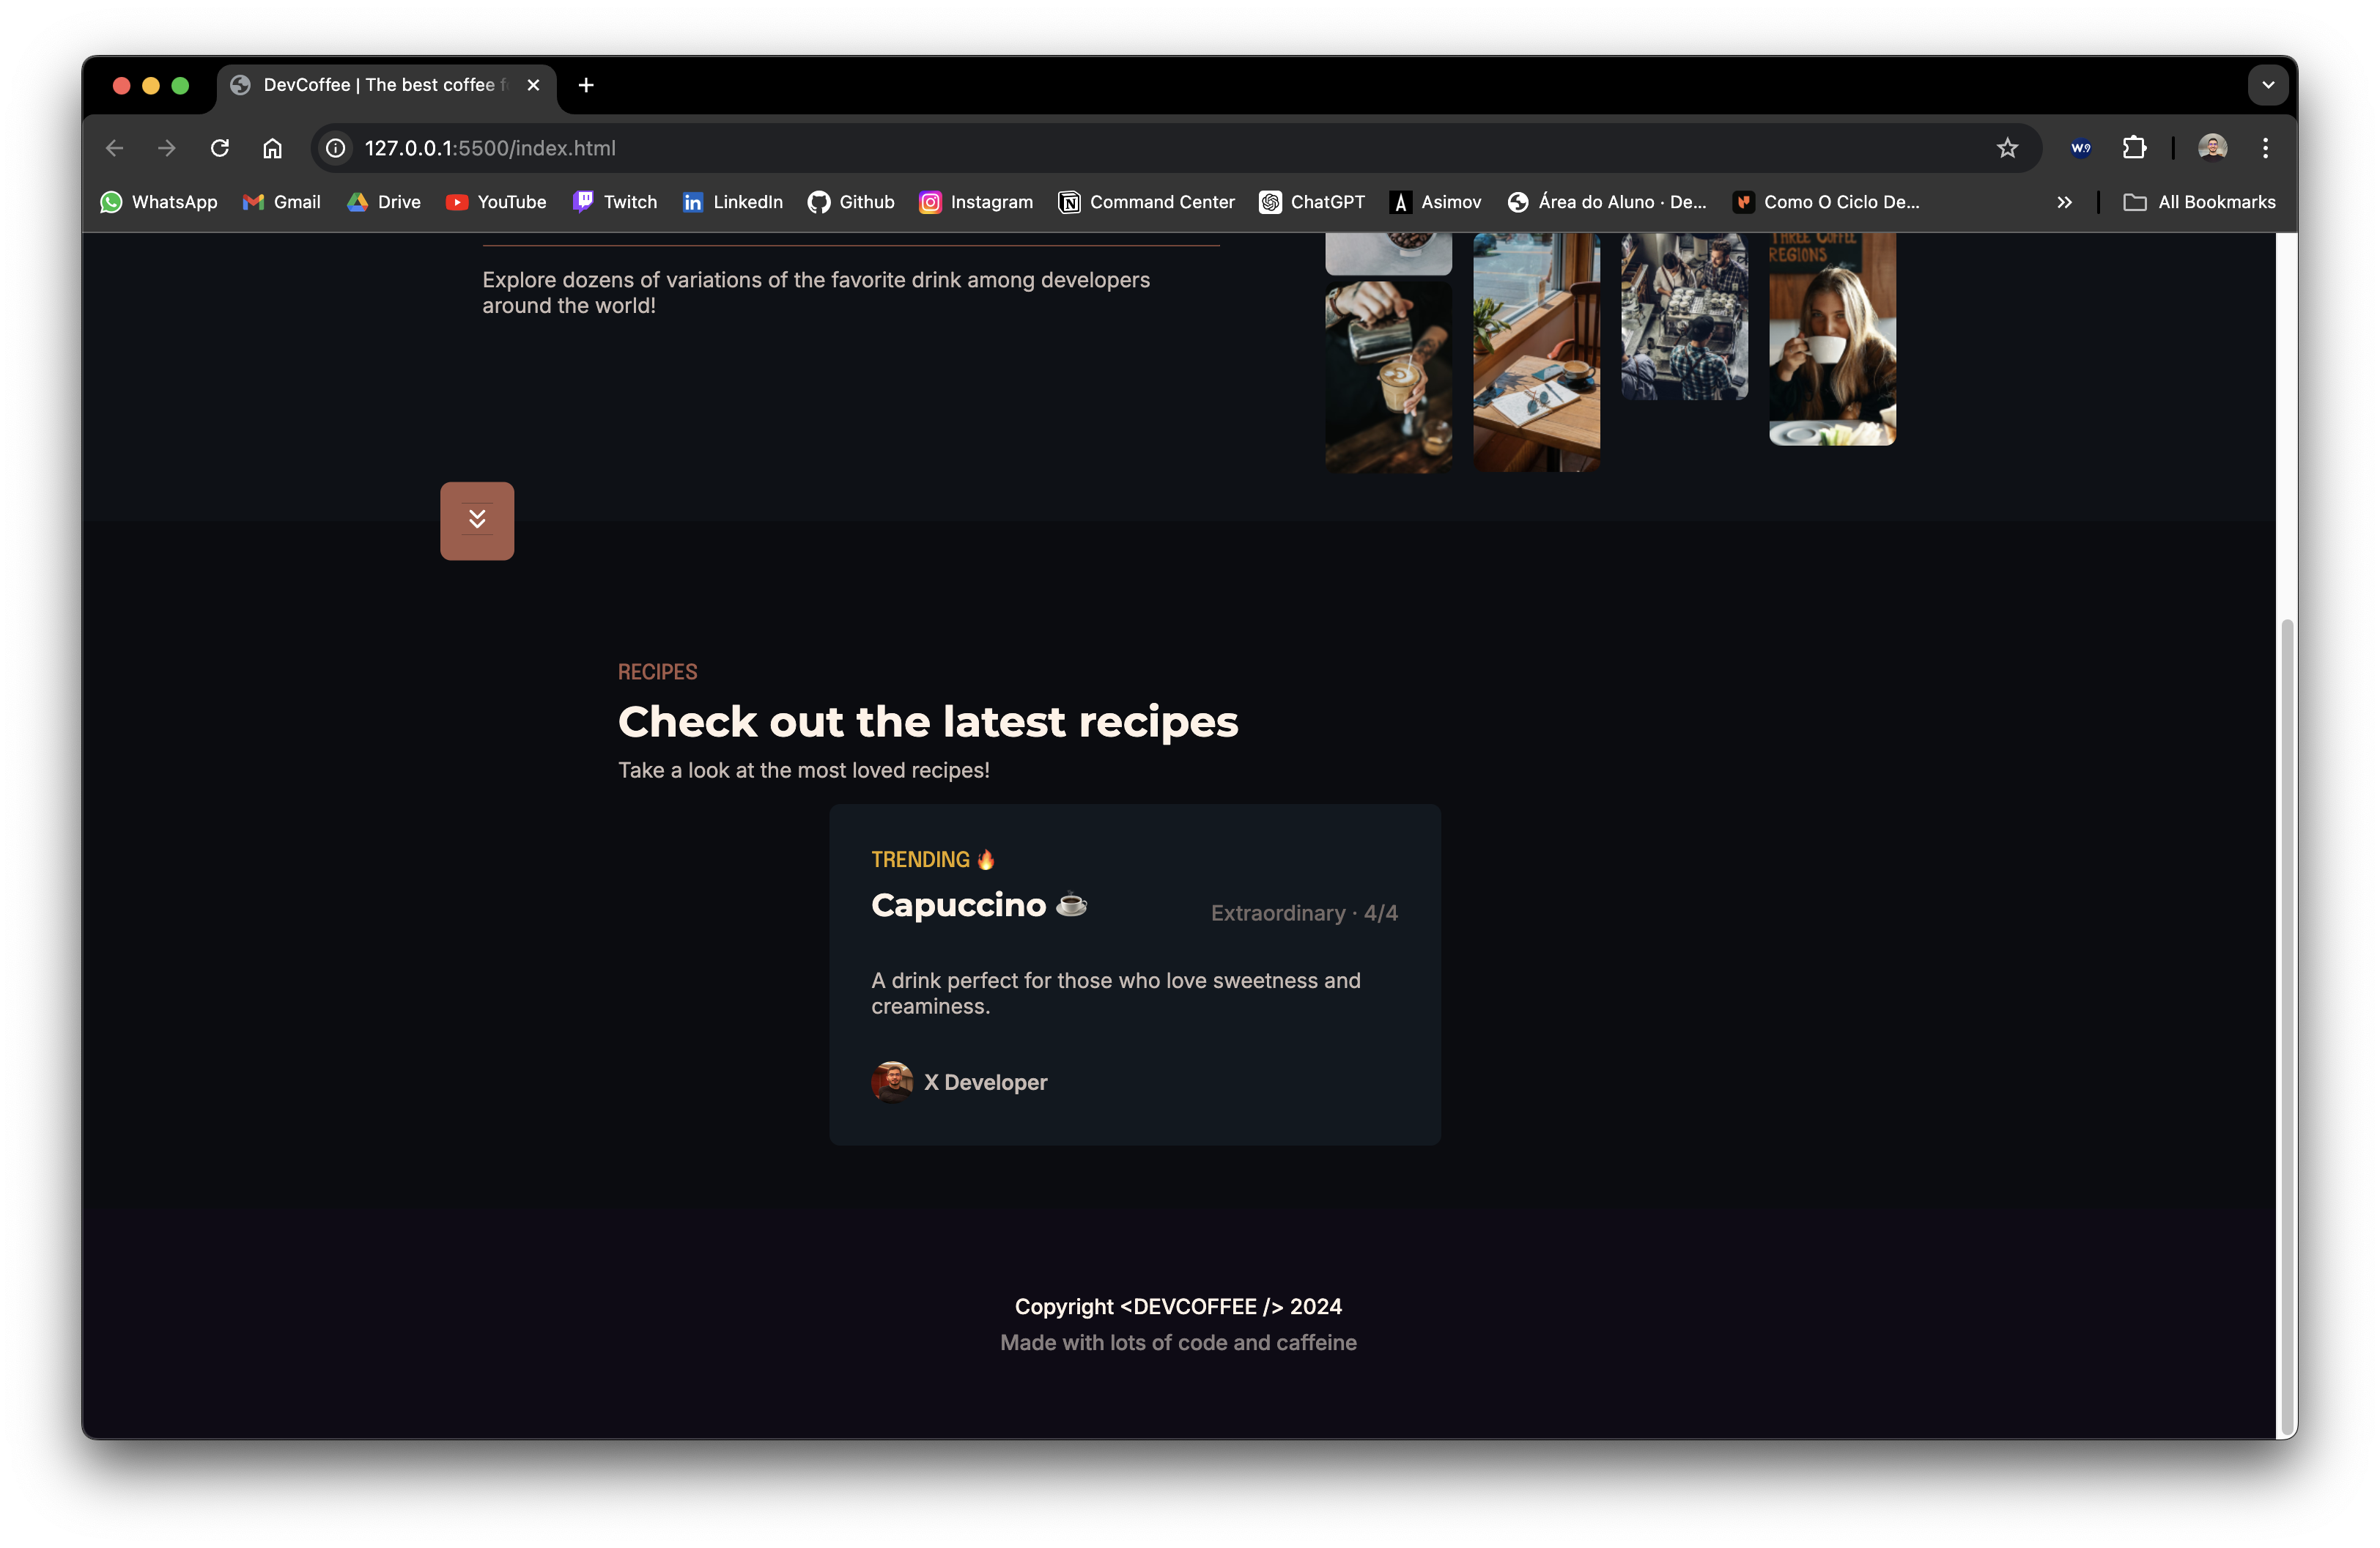 DevCoffee | The best coffee f
127.0.0.1:5500/index.html
WhatsApp Gmail Drive YouTube Twitch LinkedIn Github Instagram Command Center ChatGPT Asimov Área do Aluno · De... Como O Ciclo De... All Bookmarks
THREE COFFEE
REGIONS
Explore dozens of variations of the favorite drink among developers
around the world!
RECIPES
Check out the latest recipes
Take a look at the most loved recipes!
TRENDING 🔥
Capuccino ☕
Extraordinary · 4/4
A drink perfect for those who love sweetness and
creaminess.
X Developer
Copyright <DEVCOFFEE /> 2024
Made with lots of code and caffeine